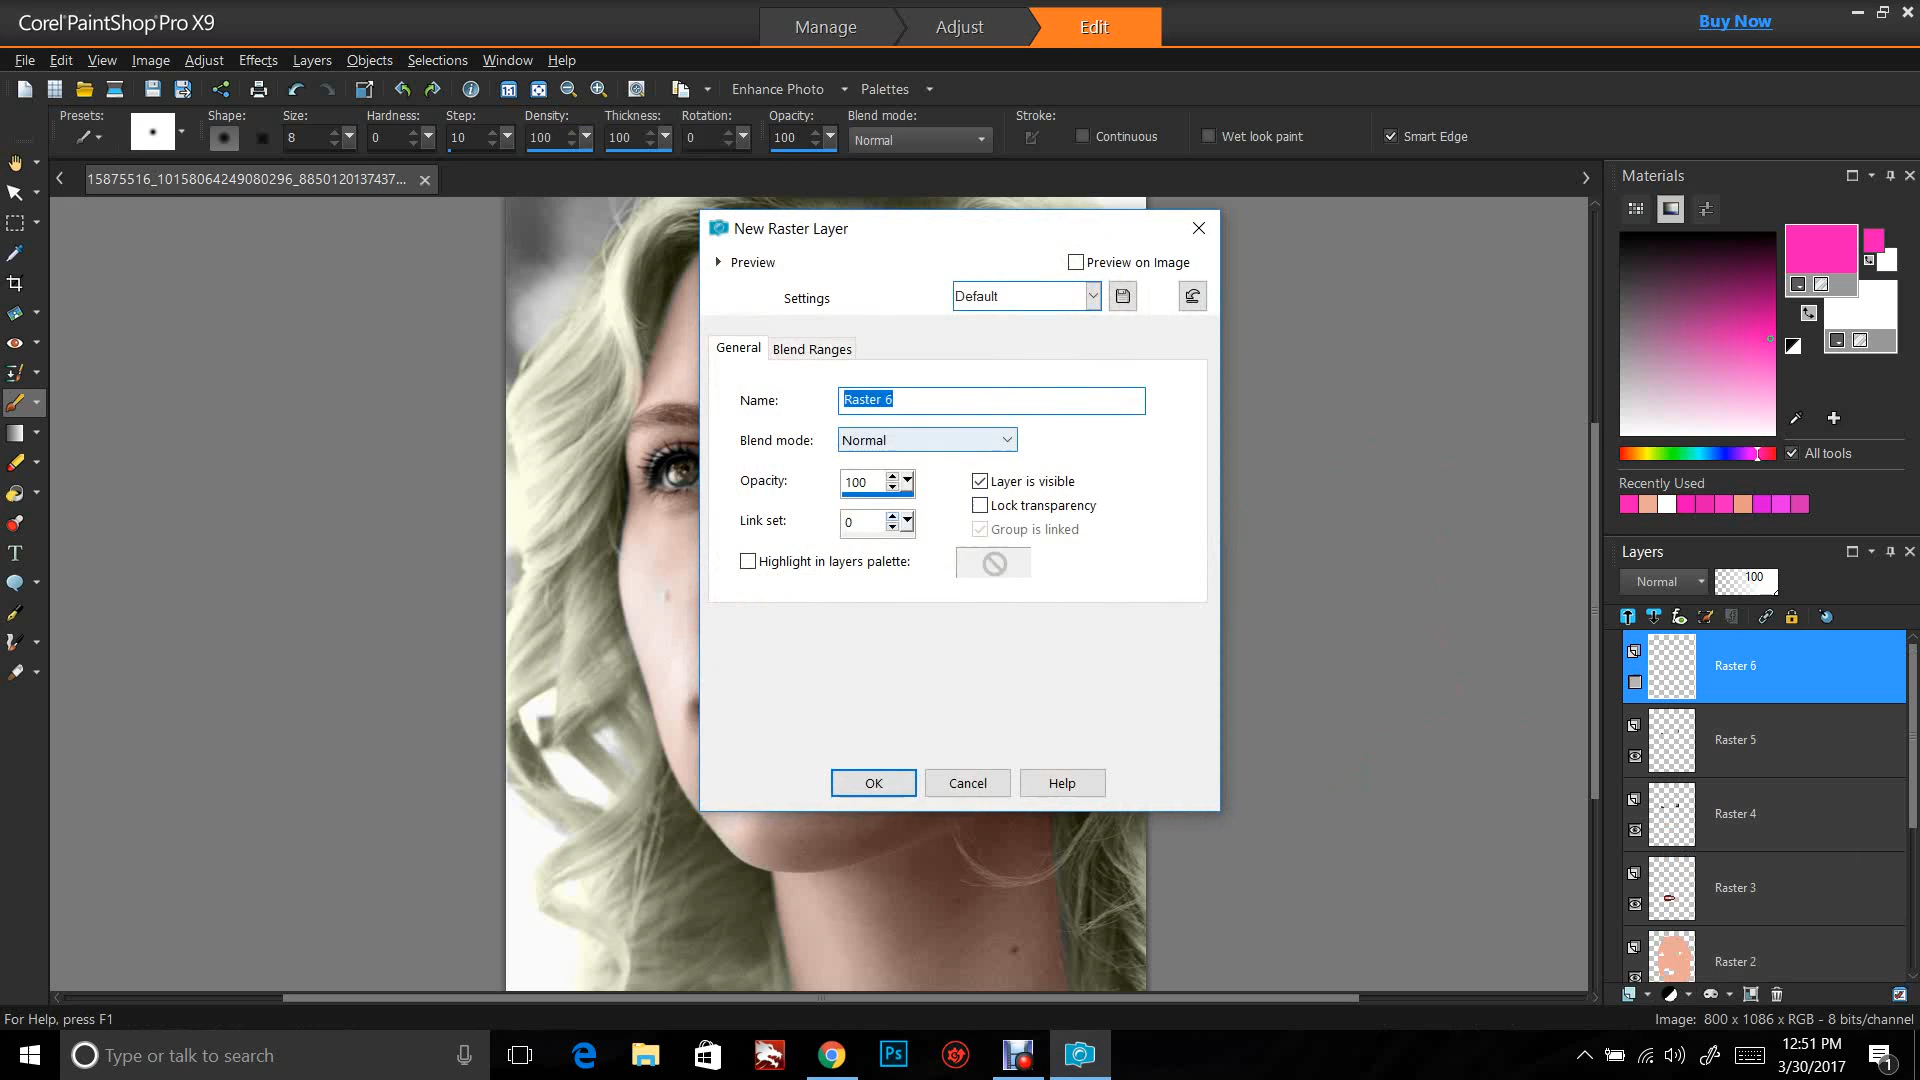 Corel PaintShop Pro X9
Manage
Adjust
Edit
Buy Now
File Edit View Image Adjust Effects Layers Objects Selections Window Help
Enhance Photo
Palettes
Presets:
Shape:
Size:
Hardness:
Step:
Density:
Thickness:
Rotation:
Opacity:
Blend mode:
Stroke:
8
0
10
100
100
0
100
Normal
Continuous
Wet look paint
Smart Edge
15875516_10158064249080296_8850120137437...
Materials
New Raster Layer
Preview
Preview on Image
Settings
Default
General
Blend Ranges
Name:
Raster 6
Blend mode:
Normal
Opacity:
100
Layer is visible
Lock transparency
Link set:
0
Group is linked
Highlight in layers palette:
OK
Cancel
Help
All tools
Recently Used
Layers
Normal
100
Raster 6
Raster 5
Raster 4
Raster 3
Raster 2
For Help, press F1
Image: 800 x 1086 x RGB - 8 bits/channel
Type or talk to search
Ps
12:51 PM
3/30/2017
1